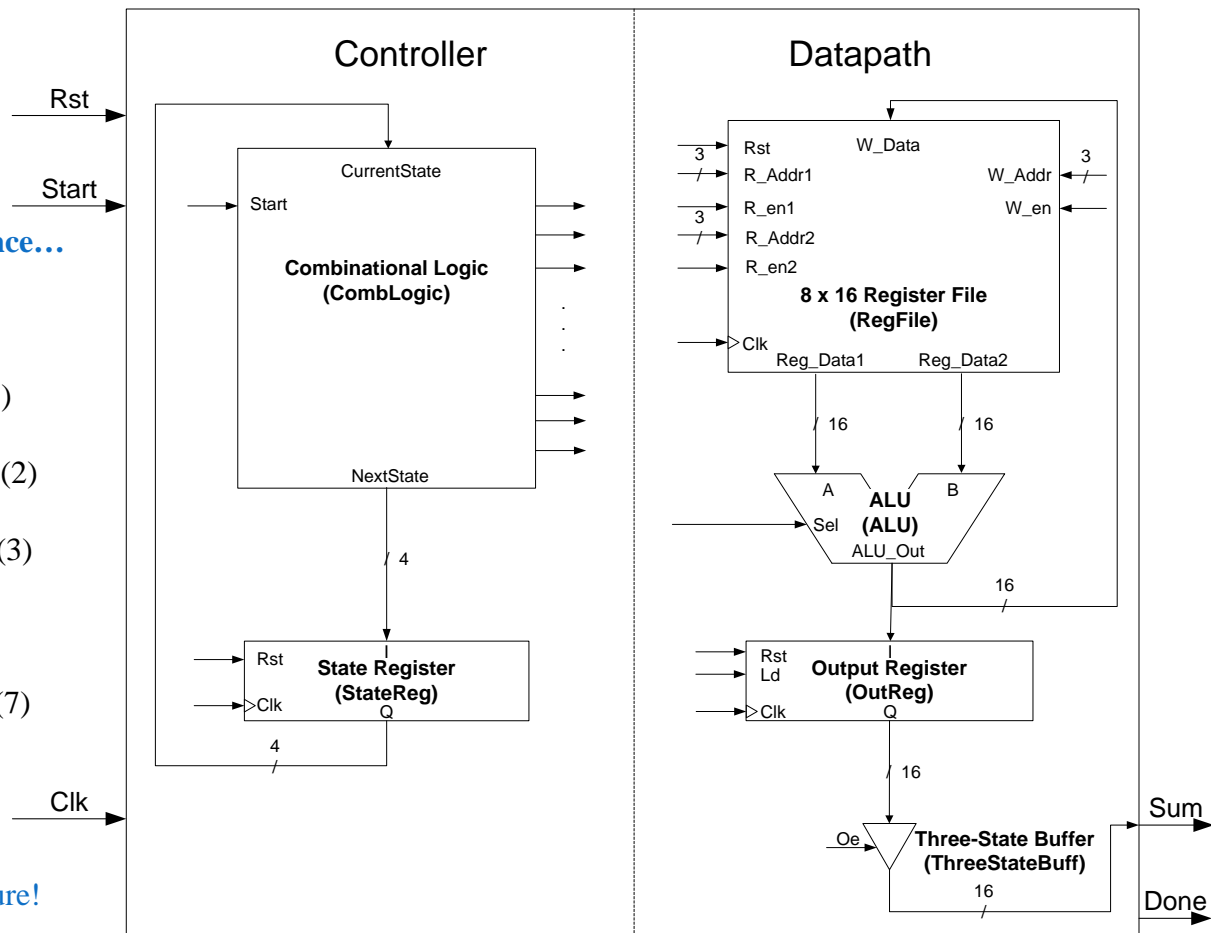 Controller
Datapath
Rst
Start
Clk
nce…
)
(2)
(3)
(7)
ure!
CurrentState
Start
Combinational Logic
(CombLogic)
.
.
.
NextState
4
Rst
I
State Register
(StateReg)
Clk
Q
4
Rst
W_Data
3
R_Addr1
W_Addr
3
R_en1
W_en
3
R_Addr2
R_en2
8 x 16 Register File
(RegFile)
Clk
Reg_Data1
Reg_Data2
16
16
A
B
ALU
(ALU)
Sel
ALU_Out
16
Rst
I
Ld
Output Register
(OutReg)
Clk
Q
16
Oe
Three-State Buffer
(ThreeStateBuff)
16
Sum
Done